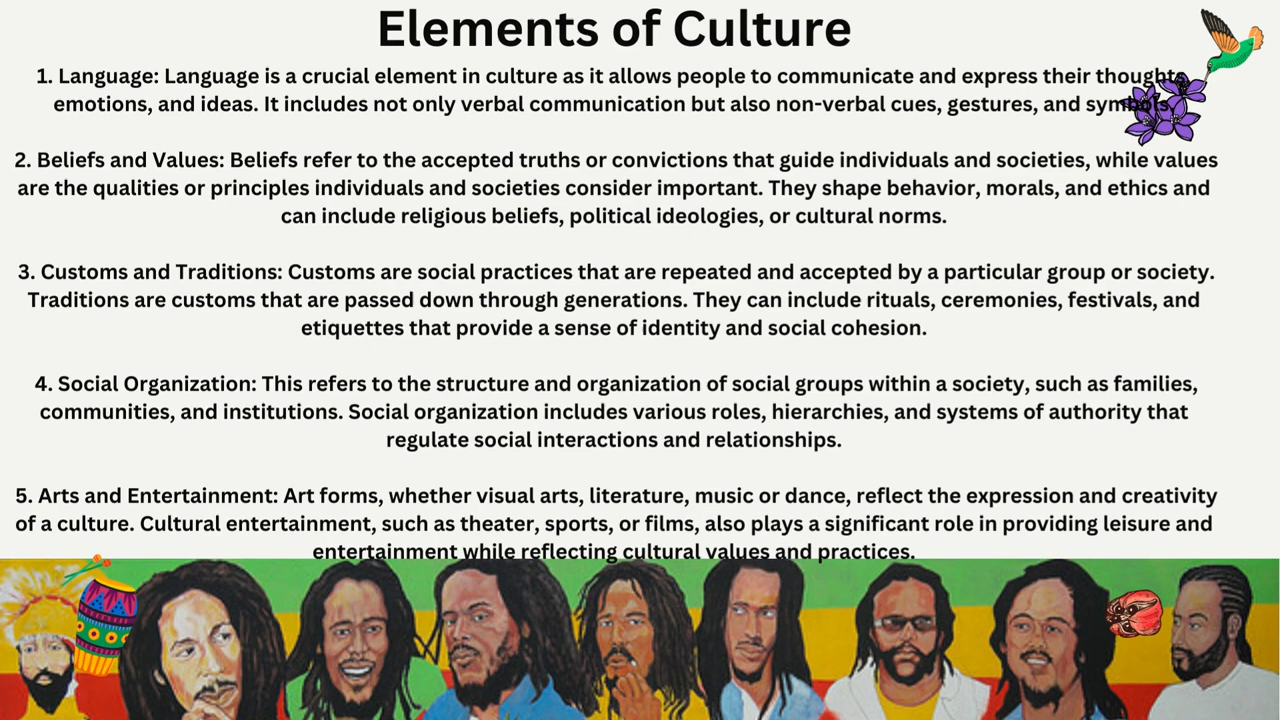 Elements of Culture
1. Language: Language is a crucial element in culture as it allows people to communicate and express their thoughts,
emotions, and ideas. It includes not only verbal communication but also non-verbal cues, gestures, and symbols.
2. Beliefs and Values: Beliefs refer to the accepted truths or convictions that guide individuals and societies, while values
are the qualities or principles individuals and societies consider important. They shape behavior, morals, and ethics and
can include religious beliefs, political ideologies, or cultural norms.
3. Customs and Traditions: Customs are social practices that are repeated and accepted by a particular group or society.
Traditions are customs that are passed down through generations. They can include rituals, ceremonies, festivals, and
etiquettes that provide a sense of identity and social cohesion.
4. Social Organization: This refers to the structure and organization of social groups within a society, such as families,
communities, and institutions. Social organization includes various roles, hierarchies, and systems of authority that
regulate social interactions and relationships.
5. Arts and Entertainment: Art forms, whether visual arts, literature, music or dance, reflect the expression and creativity
of a culture. Cultural entertainment, such as theater, sports, or films, also plays a significant role in providing leisure and
entertainment while reflecting cultural values and practices.